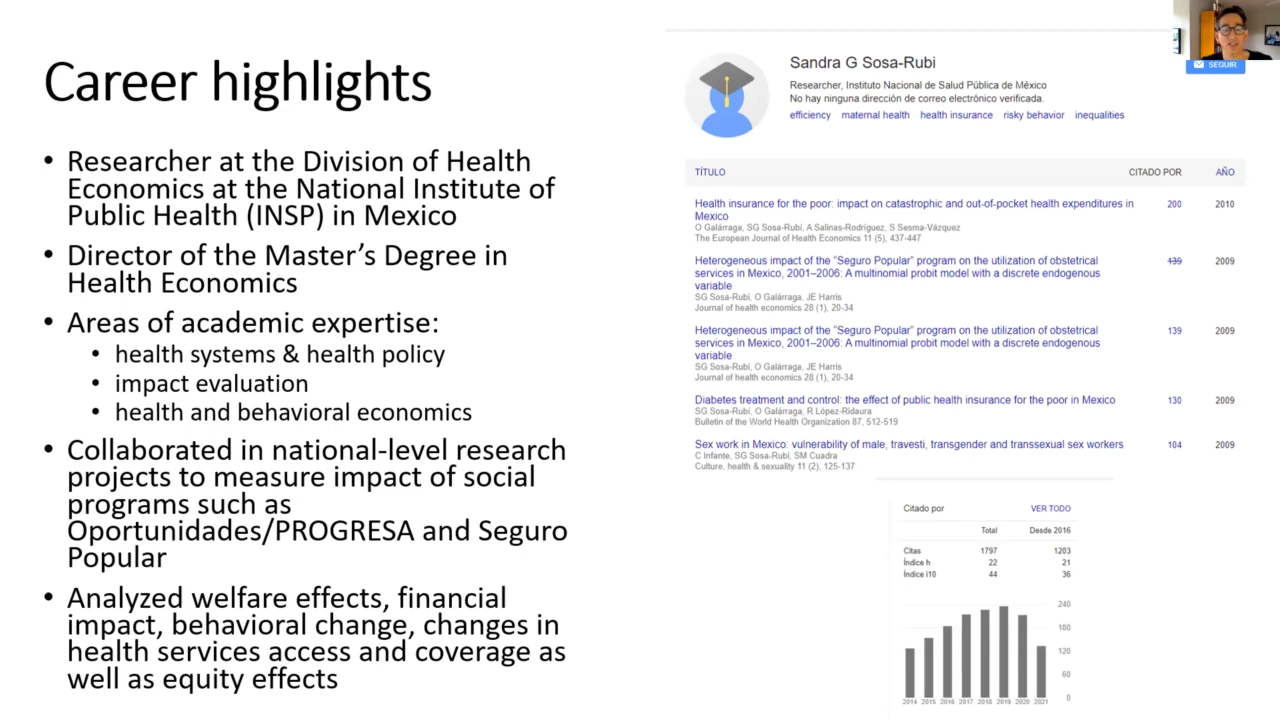 Career highlights
• Researcher at the Division of Health
Economics at the National Institute of
Public Health (INSP) in Mexico
• Director of the Master's Degree in
Health Economics
• Areas of academic expertise:
• health systems & health policy
• impact evaluation
• health and behavioral economics
• Collaborated in national-level research
projects to measure impact of social
programs such as
Oportunidades/PROGRESA and Seguro
Popular
• Analyzed welfare effects, financial
impact, behavioral change, changes in
health services access and coverage as
well as equity effects
SEGUIR
Sandra G Sosa-Rubi
Researcher, Instituto Nacional de Salud Pública de México
No hay ninguna dirección de correo electrónico verificada.
efficiency maternal health health insurance risky behavior inequalities
TÍTULO CITADO POR AÑO
Health insurance for the poor: impact on catastrophic and out-of-pocket health expenditures in 200 2010
Mexico
O Galárraga, SG Sosa-Rubí, A Salinas-Rodríguez, S Sesma-Vázquez
The European Journal of Health Economics 11 (5), 437-447
Heterogeneous impact of the “Seguro Popular” program on the utilization of obstetrical 139 2009
services in Mexico, 2001–2006: A multinomial probit model with a discrete endogenous
variable
SG Sosa-Rubí, O Galárraga, JE Harris
Journal of health economics 28 (1), 20-34
Heterogeneous impact of the “Seguro Popular” program on the utilization of obstetrical 139 2009
services in Mexico, 2001–2006: A multinomial probit model with a discrete endogenous
variable
SG Sosa-Rubí, O Galárraga, JE Harris
Journal of health economics 28 (1), 20-34
Diabetes treatment and control: the effect of public health insurance for the poor in Mexico 130 2009
SG Sosa-Rubí, O Galárraga, R López-Ridaura
Bulletin of the World Health Organization 87, 512-519
Sex work in Mexico: vulnerability of male, travesti, transgender and transsexual sex workers 104 2009
C Infante, SG Sosa-Rubi, SM Cuadra
Culture, health & sexuality 11 (2), 125-137
Citado por VER TODO
Total Desde 2016
Citas 1797 1203
Índice h 22 21
Índice i10 44 36
240
180
120
60
0
2014 2015 2016 2017 2018 2019 2020 2021